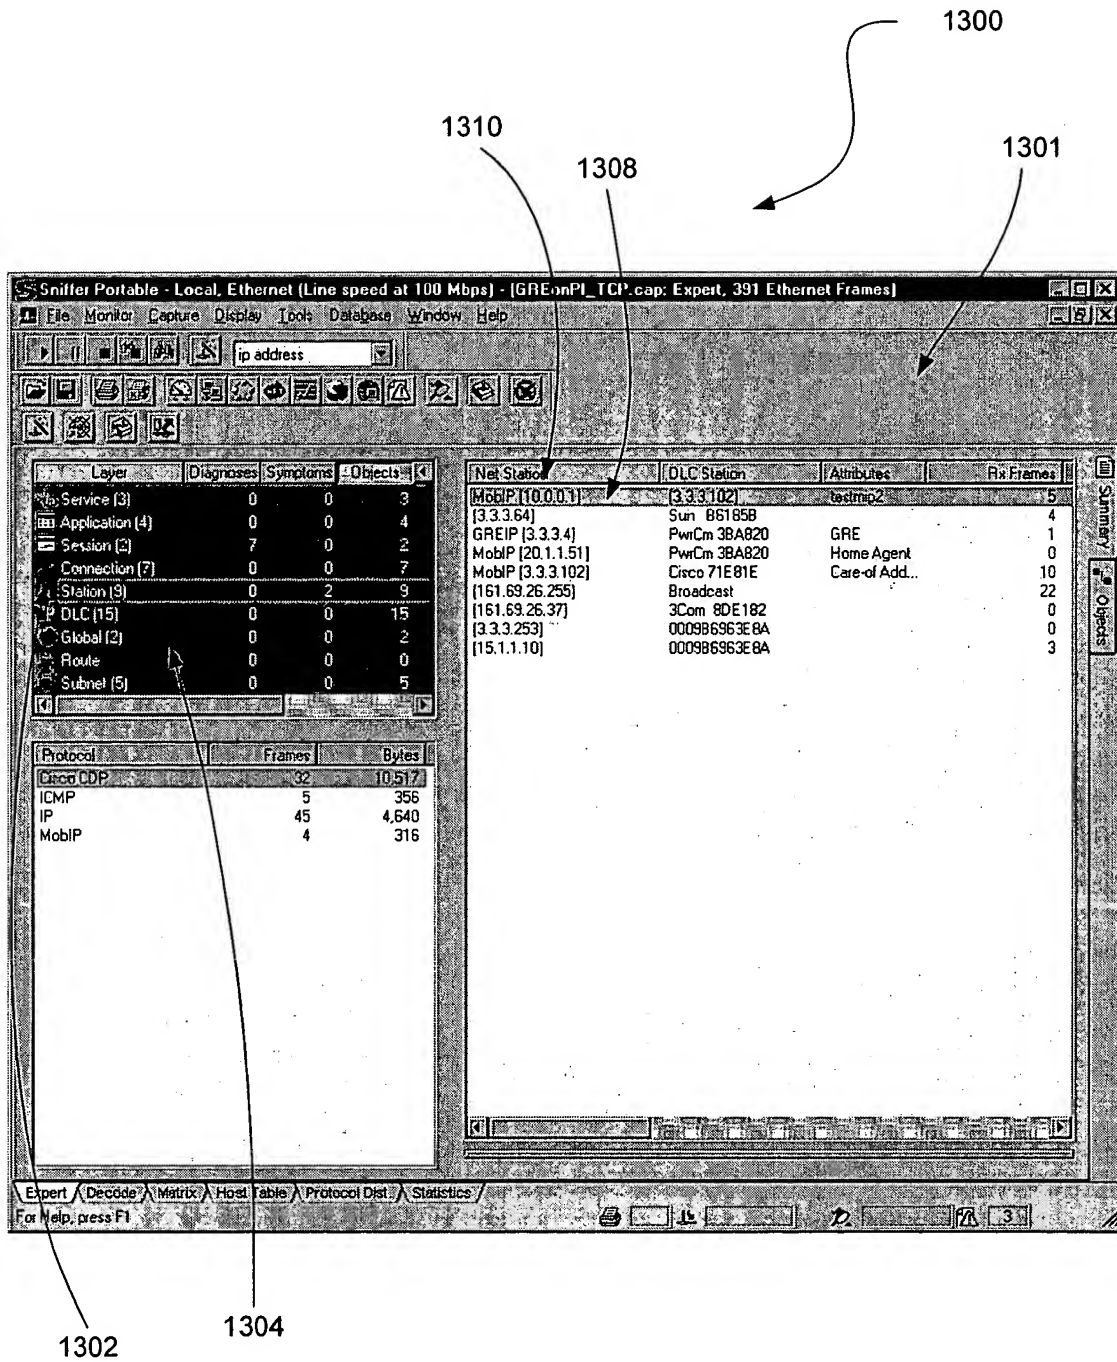 1300
1310
1308
1301
Sniffer Portable - Local, Ethernet (Line speed at 100 Mbps) - [GREonPI_TCP.cap: Expert, 391 Ethernet Frames]
File Monitor Capture Display Tools Database Window Help
ip address
Layer Diagnoses Symptoms Objects
Service (3) 0 0 3
Application (4) 0 0 4
Session (2) 7 0 2
Connection (7) 0 0 7
Station (9) 0 2 9
DLC (15) 0 0 15
Global (2) 0 0 2
Route 0 0 0
Subnet (5) 0 0 5
Net Station DLC Station Attributes Rx Frames
MobIP [10.0.0.1] [3.3.3.102] testmip2 5
[3.3.3.64] Sun B6185B 4
GREIP [3.3.3.4] PwrCm 3BA820 GRE 1
MobIP [20.1.1.51] PwrCm 3BA820 Home Agent 0
MobIP [3.3.3.102] Cisco 71E81E Care-of Add... 10
[161.69.26.255] Broadcast 22
[161.69.26.37] 3Com 8DE182 0
[3.3.3.253] 0009B6963E8A 0
[15.1.1.10] 0009B6963E8A 3
Summary
Objects
Protocol Frames Bytes
Cisco CDP 32 10,517
ICMP 5 356
IP 45 4,640
MobIP 4 316
Expert Decode Matrix Host Table Protocol Dist. Statistics
For Help, press F1
3
1302
1304